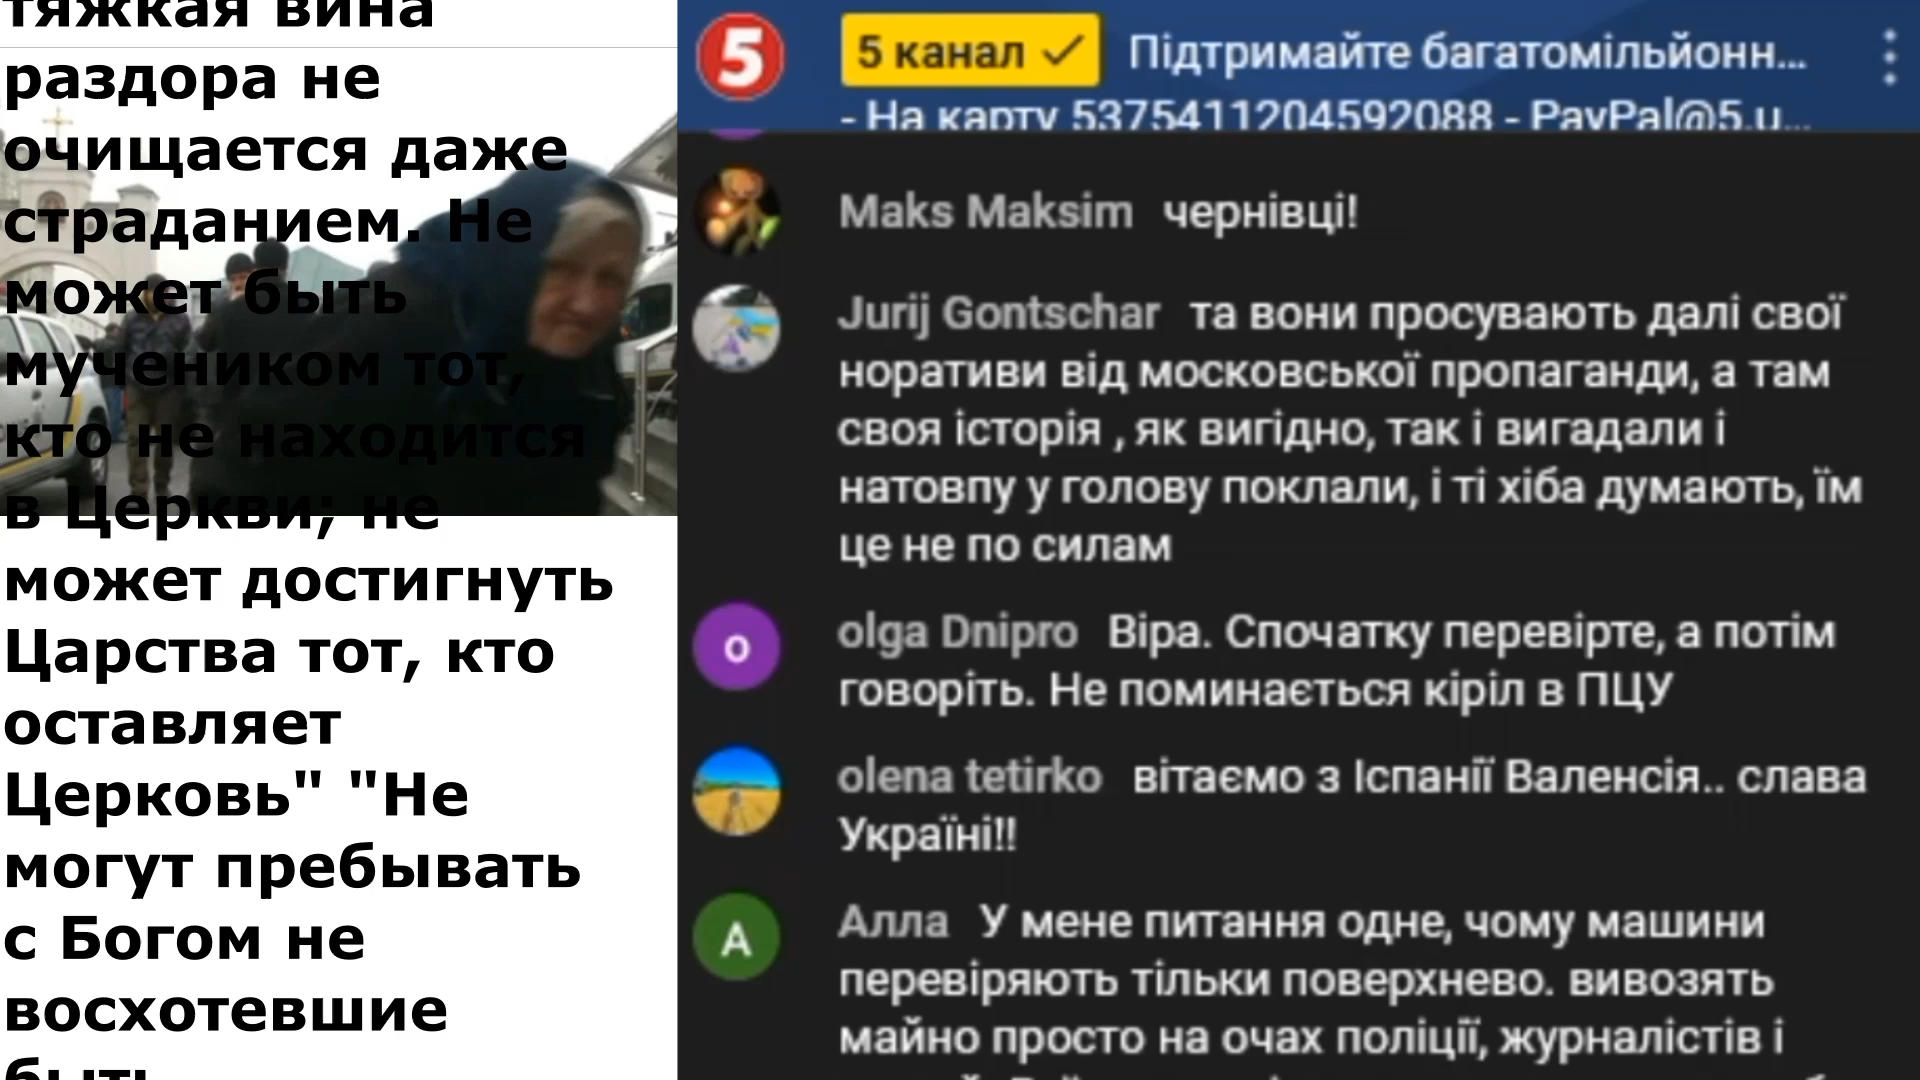 тяжкая вина
раздора не
очищается даже
страданием. Не
может быть
мучеником тот,
кто не находится
в Церкви; не
может достигнуть
Царства тот, кто
оставляет
Церковь" "Не
могут пребывать
с Богом не
восхотевшие
быть
5 5 канал ✓ Підтримайте багатомільйонн...
- На карту 5375411204592088 - PayPal@5.u...
Maks Maksim чернівці!
Jurij Gontschar та вони просувають далі свої
норативи від московської пропаганди, а там
своя історія , як вигідно, так і вигадали і
натовпу у голову поклали, і ті хіба думають, їм
це не по силам
o olga Dnipro Віра. Спочатку перевірте, а потім
говоріть. Не поминається кіріл в ПЦУ
olena tetirko вітаємо з Іспанії Валенсія.. слава
Україні!!
А Алла У мене питання одне, чому машини
перевіряють тільки поверхнево. вивозять
майно просто на очах поліції, журналістів і